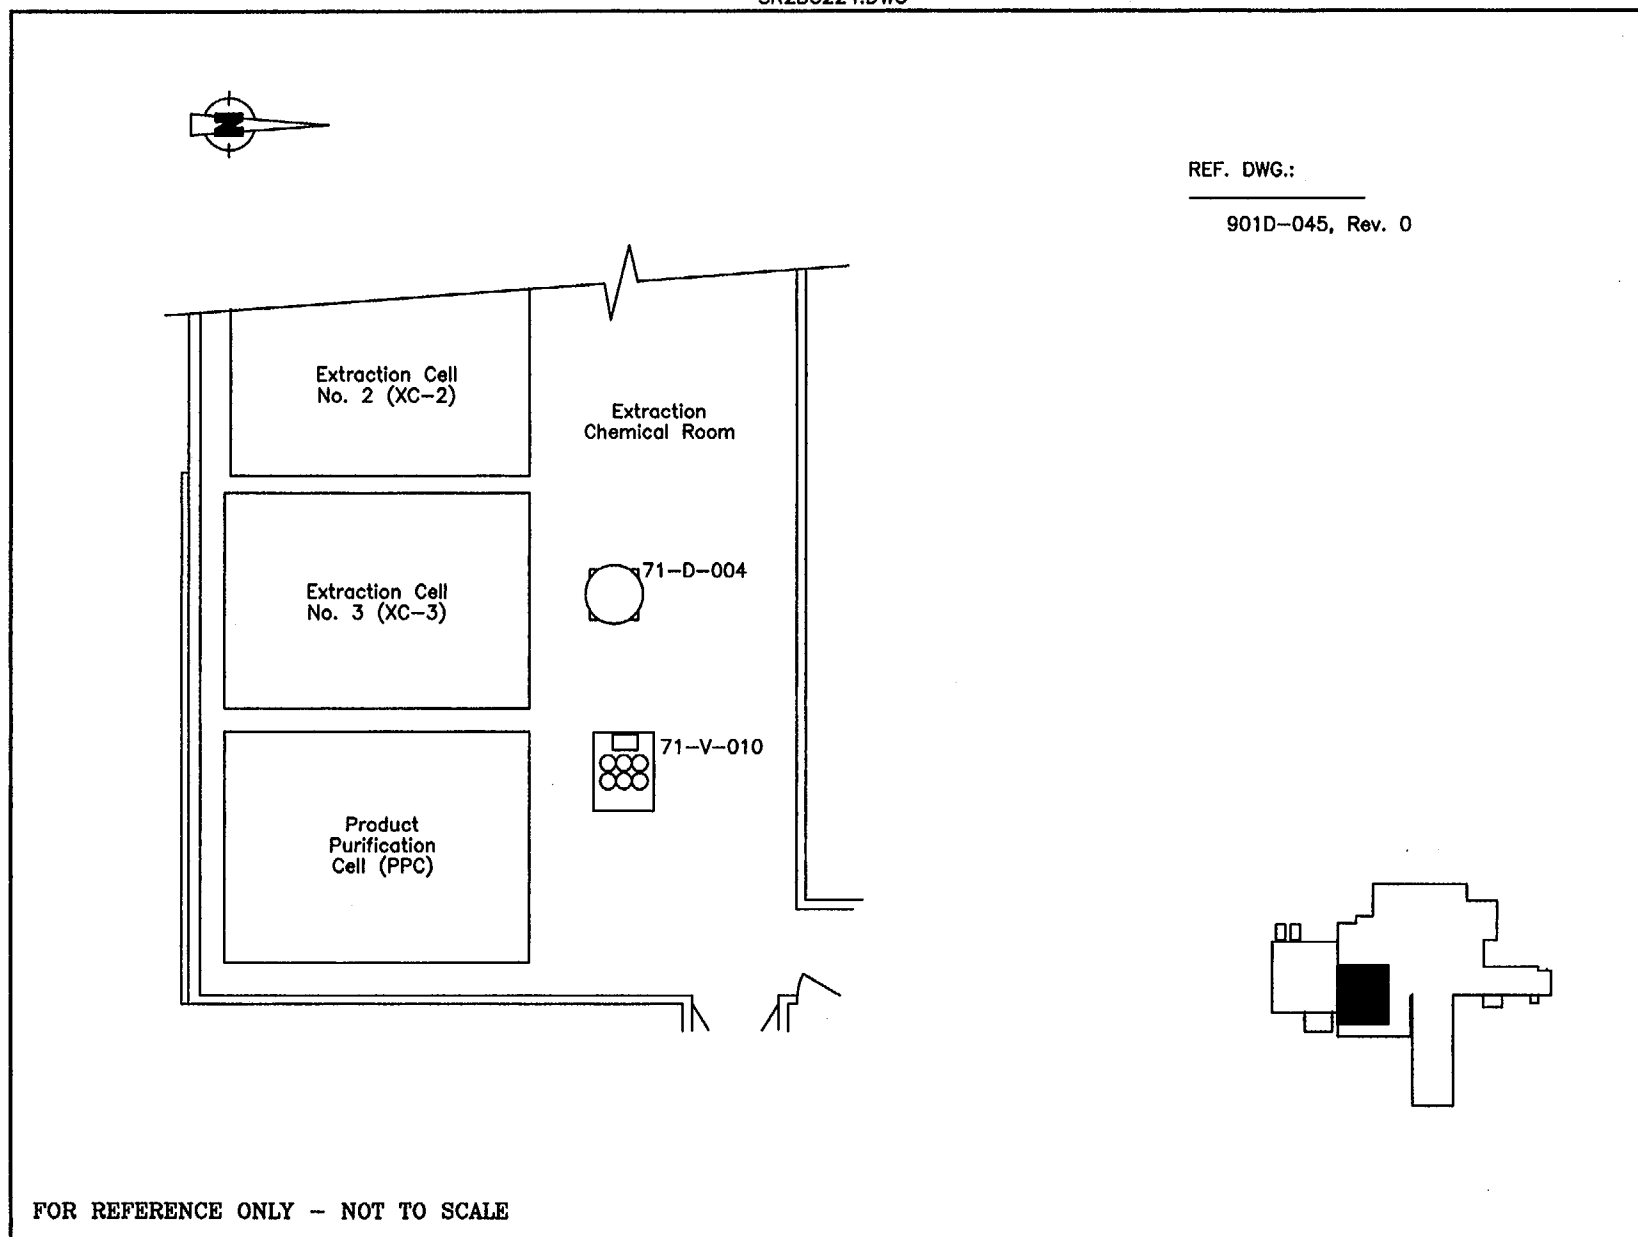 N
REF. DWG.:
901D-045, Rev. 0
Extraction Cell
No. 2 (XC-2)
Extraction
Chemical Room
71-D-004
Extraction Cell
No. 3 (XC-3)
71-V-010
Product
Purification
Cell (PPC)
FOR REFERENCE ONLY - NOT TO SCALE